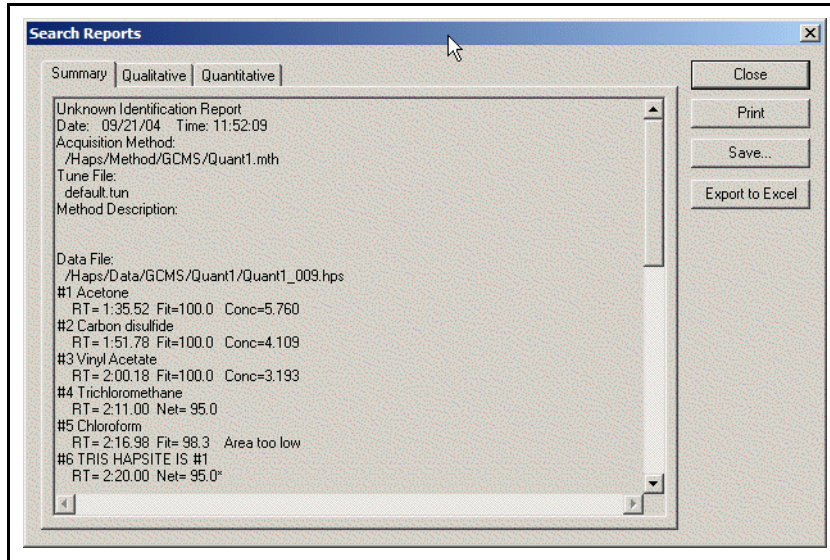 Search Reports
Summary Qualitative Quantitative
Unknown Identification Report
Date: 09/21/04 Time: 11:52:09
Acquisition Method:
/Haps/Method/GCMS/Quant1.mth
Tune File:
default.tun
Method Description:
Data File:
/Haps/Data/GCMS/Quant1/Quant1_009.hps
#1 Acetone
RT= 1:35.52 Fit=100.0 Conc=5.760
#2 Carbon disulfide
RT= 1:51.78 Fit=100.0 Conc=4.109
#3 Vinyl Acetate
RT= 2:00.18 Fit=100.0 Conc=3.193
#4 Trichloromethane
RT= 2:11.00 Net= 95.0
#5 Chloroform
RT= 2:16.98 Fit= 98.3 Area too low
#6 TRIS HAPSITE IS #1
RT= 2:20.00 Net= 95.0*
Close
Print
Save...
Export to Excel